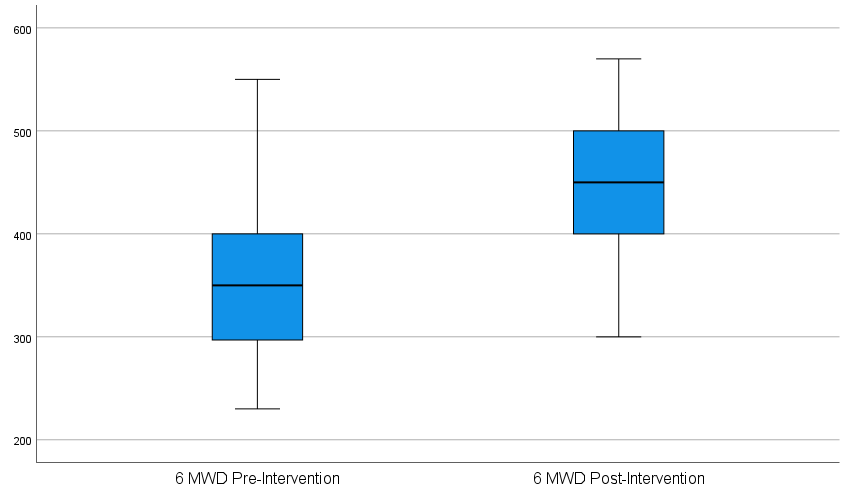 600
500
400
300
200
6 MWD Pre-Intervention
6 MWD Post-Intervention